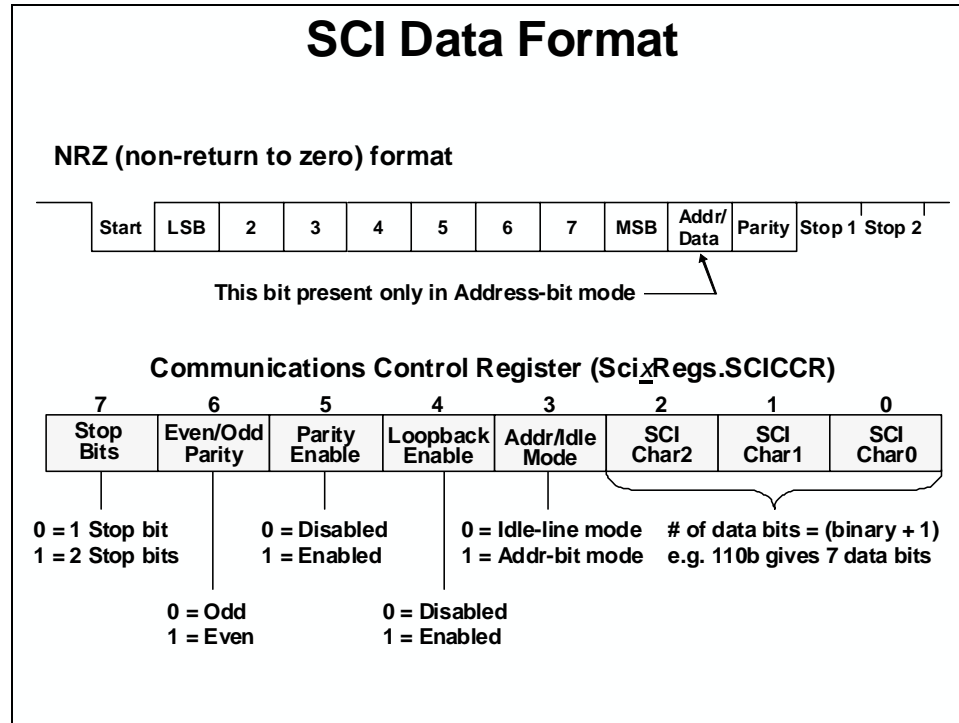 SCI Data Format
NRZ (non-return to zero) format
Start LSB 2 3 4 5 6 7 MSB Addr/ Data Parity Stop 1 Stop 2
This bit present only in Address-bit mode
Communications Control Register (ScixRegs.SCICCR)
7 6 5 4 3 2 1 0
Stop Bits Even/Odd Parity Parity Enable Loopback Enable Addr/Idle Mode SCI Char2 SCI Char1 SCI Char0
0 = 1 Stop bit
1 = 2 Stop bits
0 = Disabled
1 = Enabled
0 = Idle-line mode
1 = Addr-bit mode
# of data bits = (binary + 1)
e.g. 110b gives 7 data bits
0 = Odd
1 = Even
0 = Disabled
1 = Enabled